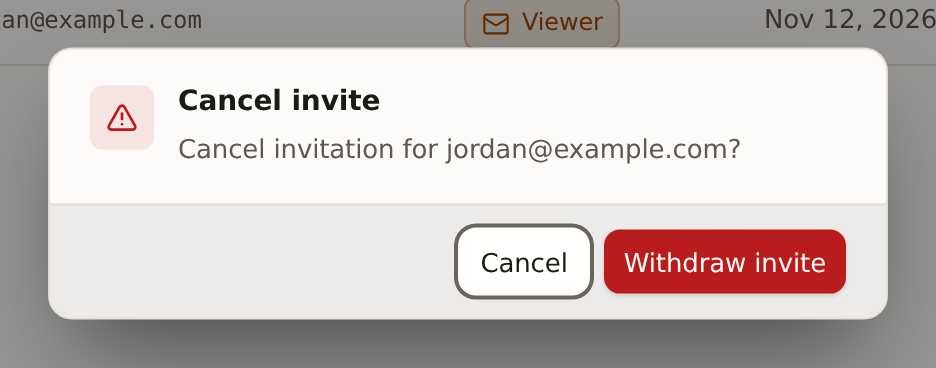 an@example.com Viewer Nov 12, 2026
Cancel invite
Cancel invitation for jordan@example.com?
Cancel Withdraw invite